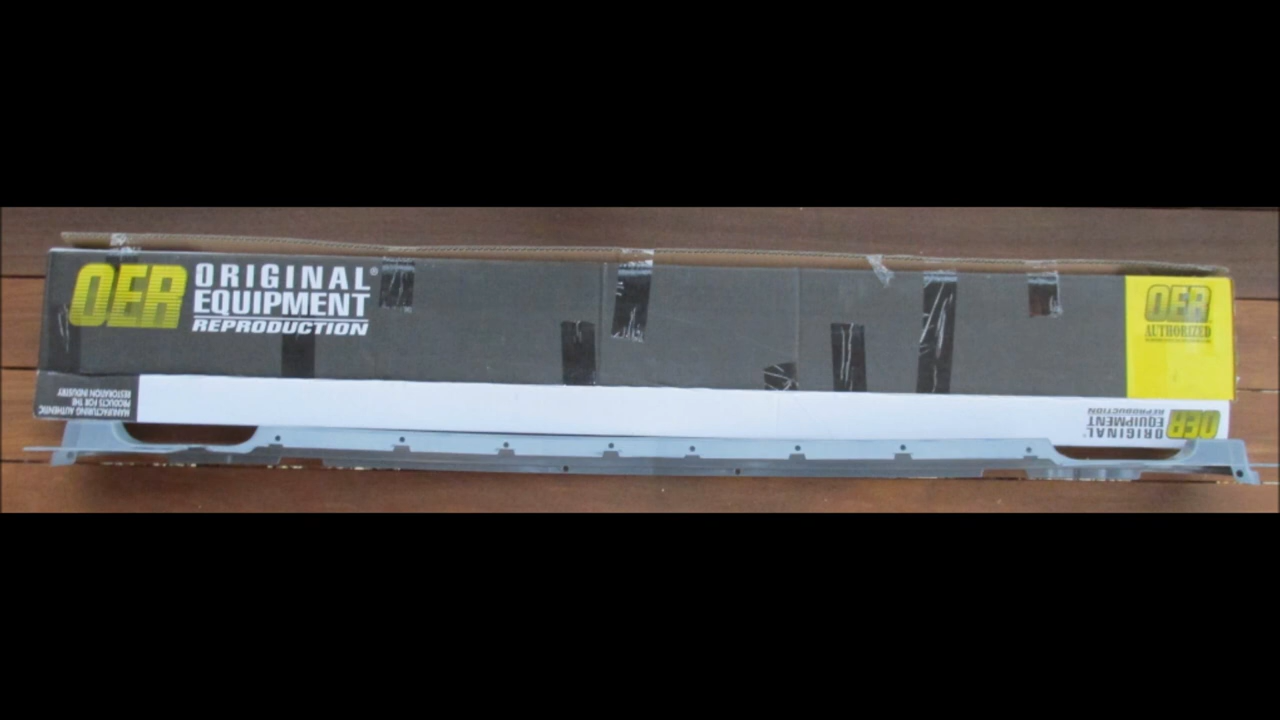 OER
ORIGINAL®
EQUIPMENT
REPRODUCTION
OER
AUTHORIZED
MANUFACTURING AUTHENTIC
PRODUCTS FOR THE
RESTORATION INDUSTRY
OER
ORIGINAL
EQUIPMENT
REPRODUCTION